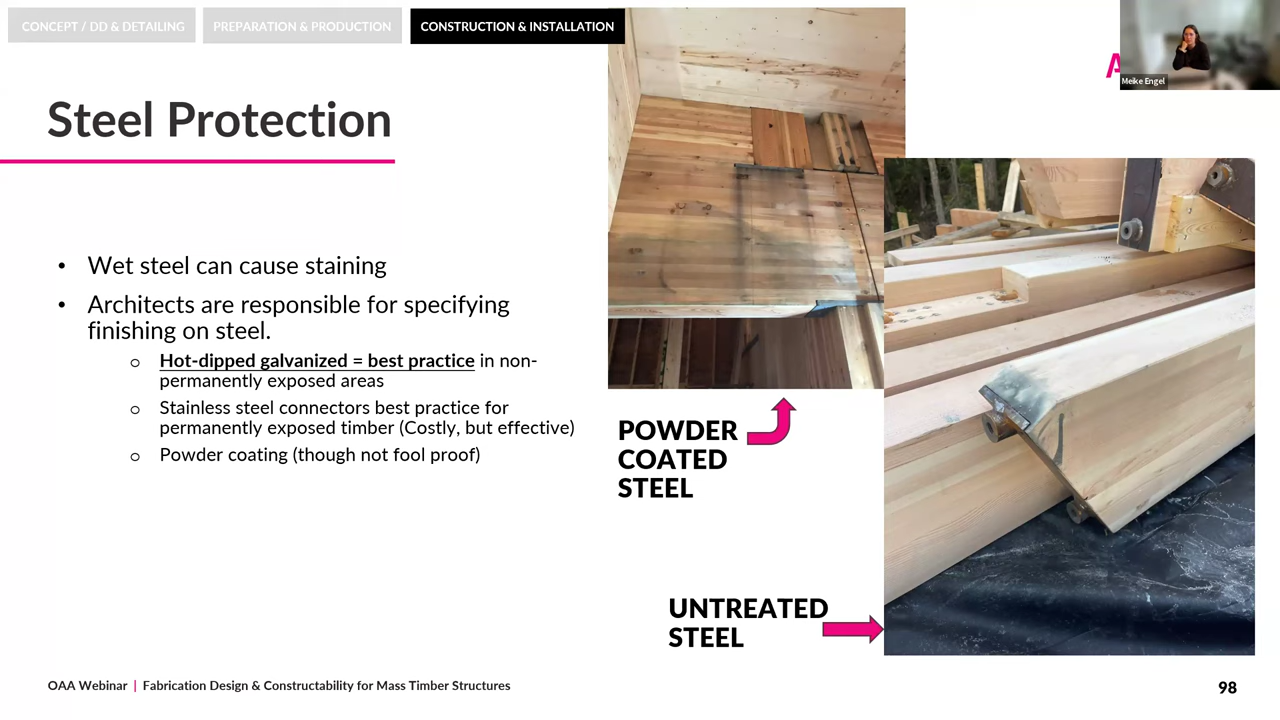 CONCEPT / DD & DETAILING
PREPARATION & PRODUCTION
CONSTRUCTION & INSTALLATION
Meike Engel
Steel Protection
• Wet steel can cause staining
• Architects are responsible for specifying
finishing on steel.
o Hot-dipped galvanized = best practice in non-
permanently exposed areas
o Stainless steel connectors best practice for
permanently exposed timber (Costly, but effective)
o Powder coating (though not fool proof)
POWDER
COATED
STEEL
UNTREATED
STEEL
OAA Webinar | Fabrication Design & Constructability for Mass Timber Structures
98